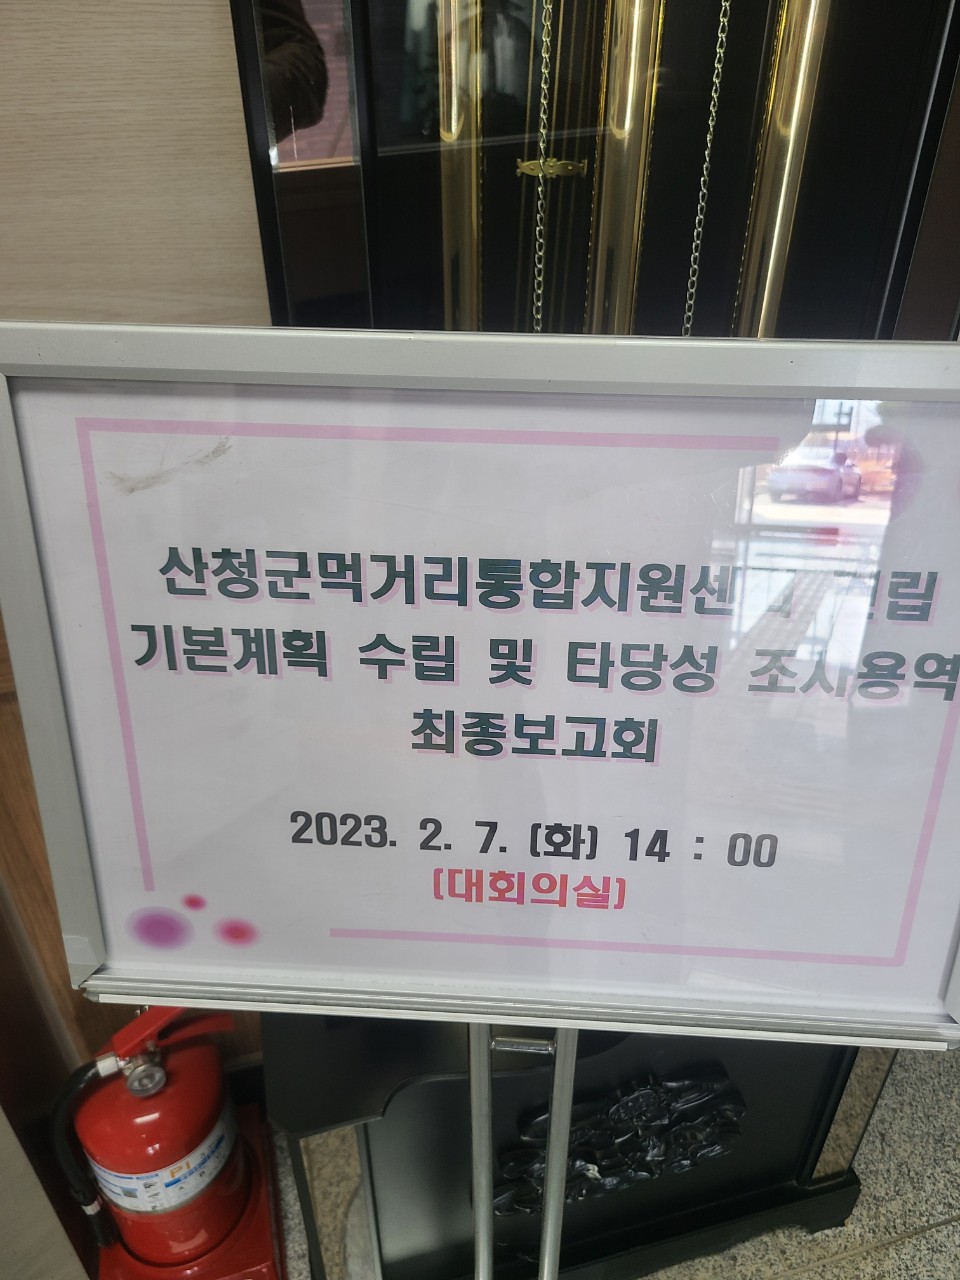 산청군먹거리통합지원센 립
기본계획 수립 및 타당성 조사용역
최종보고회
2023. 2. 7. (화) 14 : 00
(대회의실)